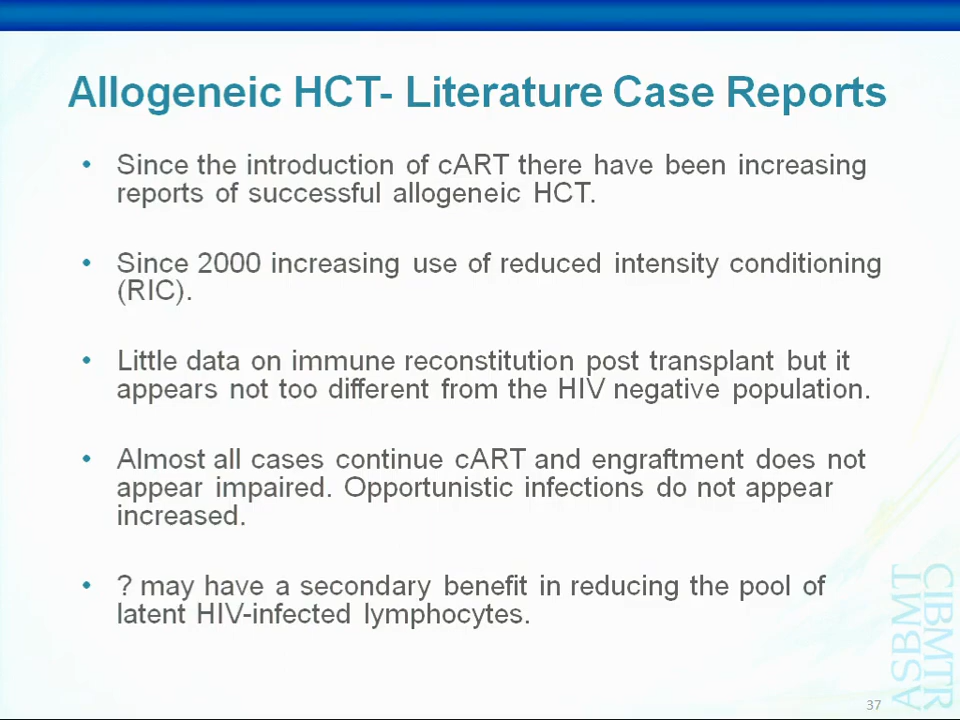 Allogeneic HCT- Literature Case Reports
• Since the introduction of cART there have been increasing
reports of successful allogeneic HCT.
• Since 2000 increasing use of reduced intensity conditioning
(RIC).
• Little data on immune reconstitution post transplant but it
appears not too different from the HIV negative population.
• Almost all cases continue cART and engraftment does not
appear impaired. Opportunistic infections do not appear
increased.
• ? may have a secondary benefit in reducing the pool of
latent HIV-infected lymphocytes.
ASBMT
CIBMTR
37